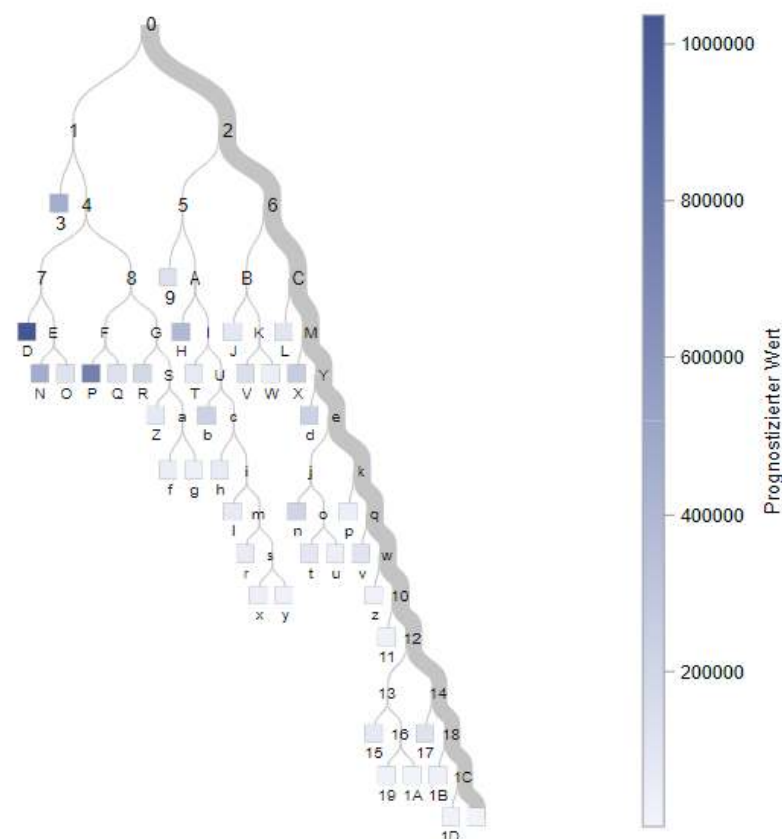 0
1000000
1 2
800000
3 4 5 6
7 8 9 A B C
600000
D E F G H I J K L M
N O P Q R S T U V W X Y
Z a b c d e
400000
f g h i j k
l m n o p q
r s t u v w
x y z 10
11 12
200000
13 14
15 16 17 18
19 1A 1B 1C
1D
Prognostizierter Wert